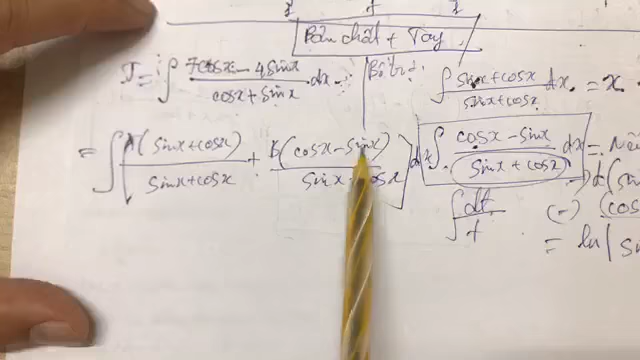 Bản chất + Tay.
J = ∫ (7cosx - 4sinx)/(cosx + sinx) dx
Bổ trợ.
∫ (sinx + cosx)/(sinx + cosx) dx = x.
= ∫ [A(sinx + cosx)/(sinx + cosx) + B(cosx - sinx)/(sinx + cosx)] dx
∫ (cosx - sinx)/(sinx + cosx) dx
∫ dt/t
= ln|